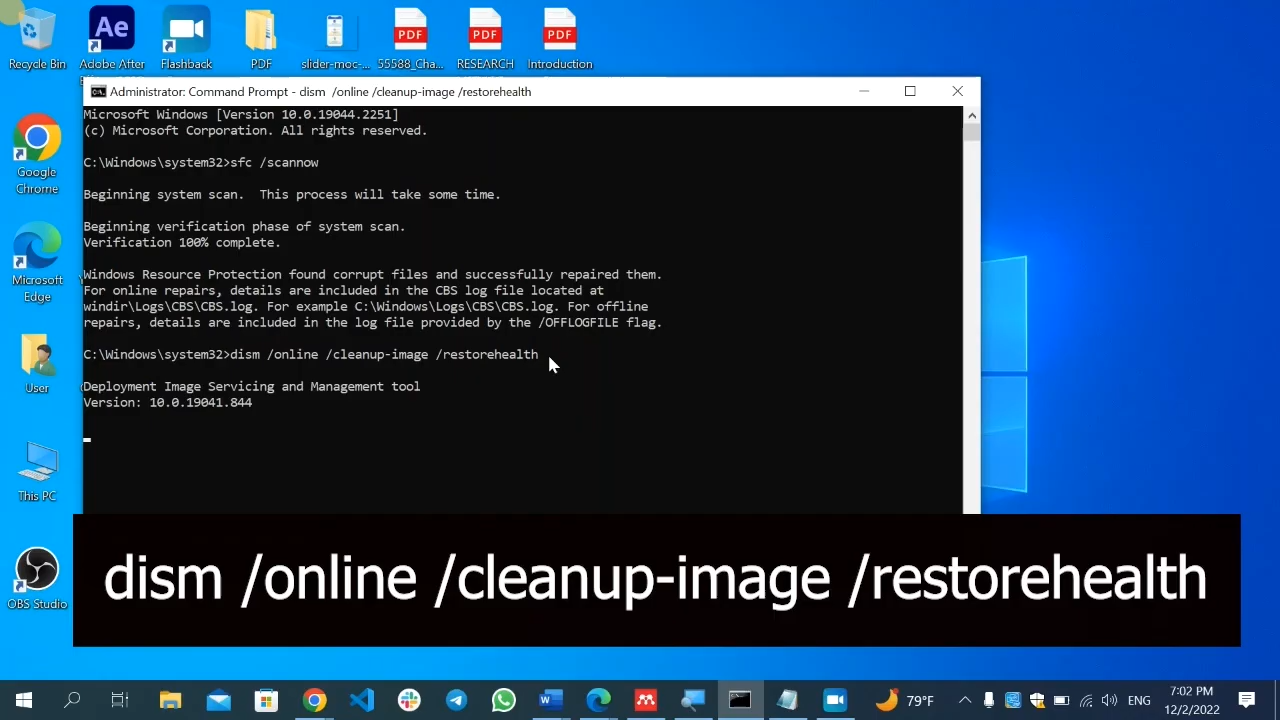 Recycle Bin
Adobe After
Flashback
PDF
slider-moc-...
55588_Cha...
RESEARCH
Introduction
Ae
PDF
PDF
PDF
Google
Chrome
Microsoft
Edge
User
This PC
OBS Studio
Administrator: Command Prompt - dism  /online /cleanup-image /restorehealth
Microsoft Windows [Version 10.0.19044.2251]
(c) Microsoft Corporation. All rights reserved.
C:\Windows\system32>sfc /scannow
Beginning system scan.  This process will take some time.
Beginning verification phase of system scan.
Verification 100% complete.
Windows Resource Protection found corrupt files and successfully repaired them.
For online repairs, details are included in the CBS log file located at
windir\Logs\CBS\CBS.log. For example C:\Windows\Logs\CBS\CBS.log. For offline
repairs, details are included in the log file provided by the /OFFLOGFILE flag.
C:\Windows\system32>dism /online /cleanup-image /restorehealth
Deployment Image Servicing and Management tool
Version: 10.0.19041.844
dism /online /cleanup-image /restorehealth
79°F
ENG
7:02 PM
12/2/2022